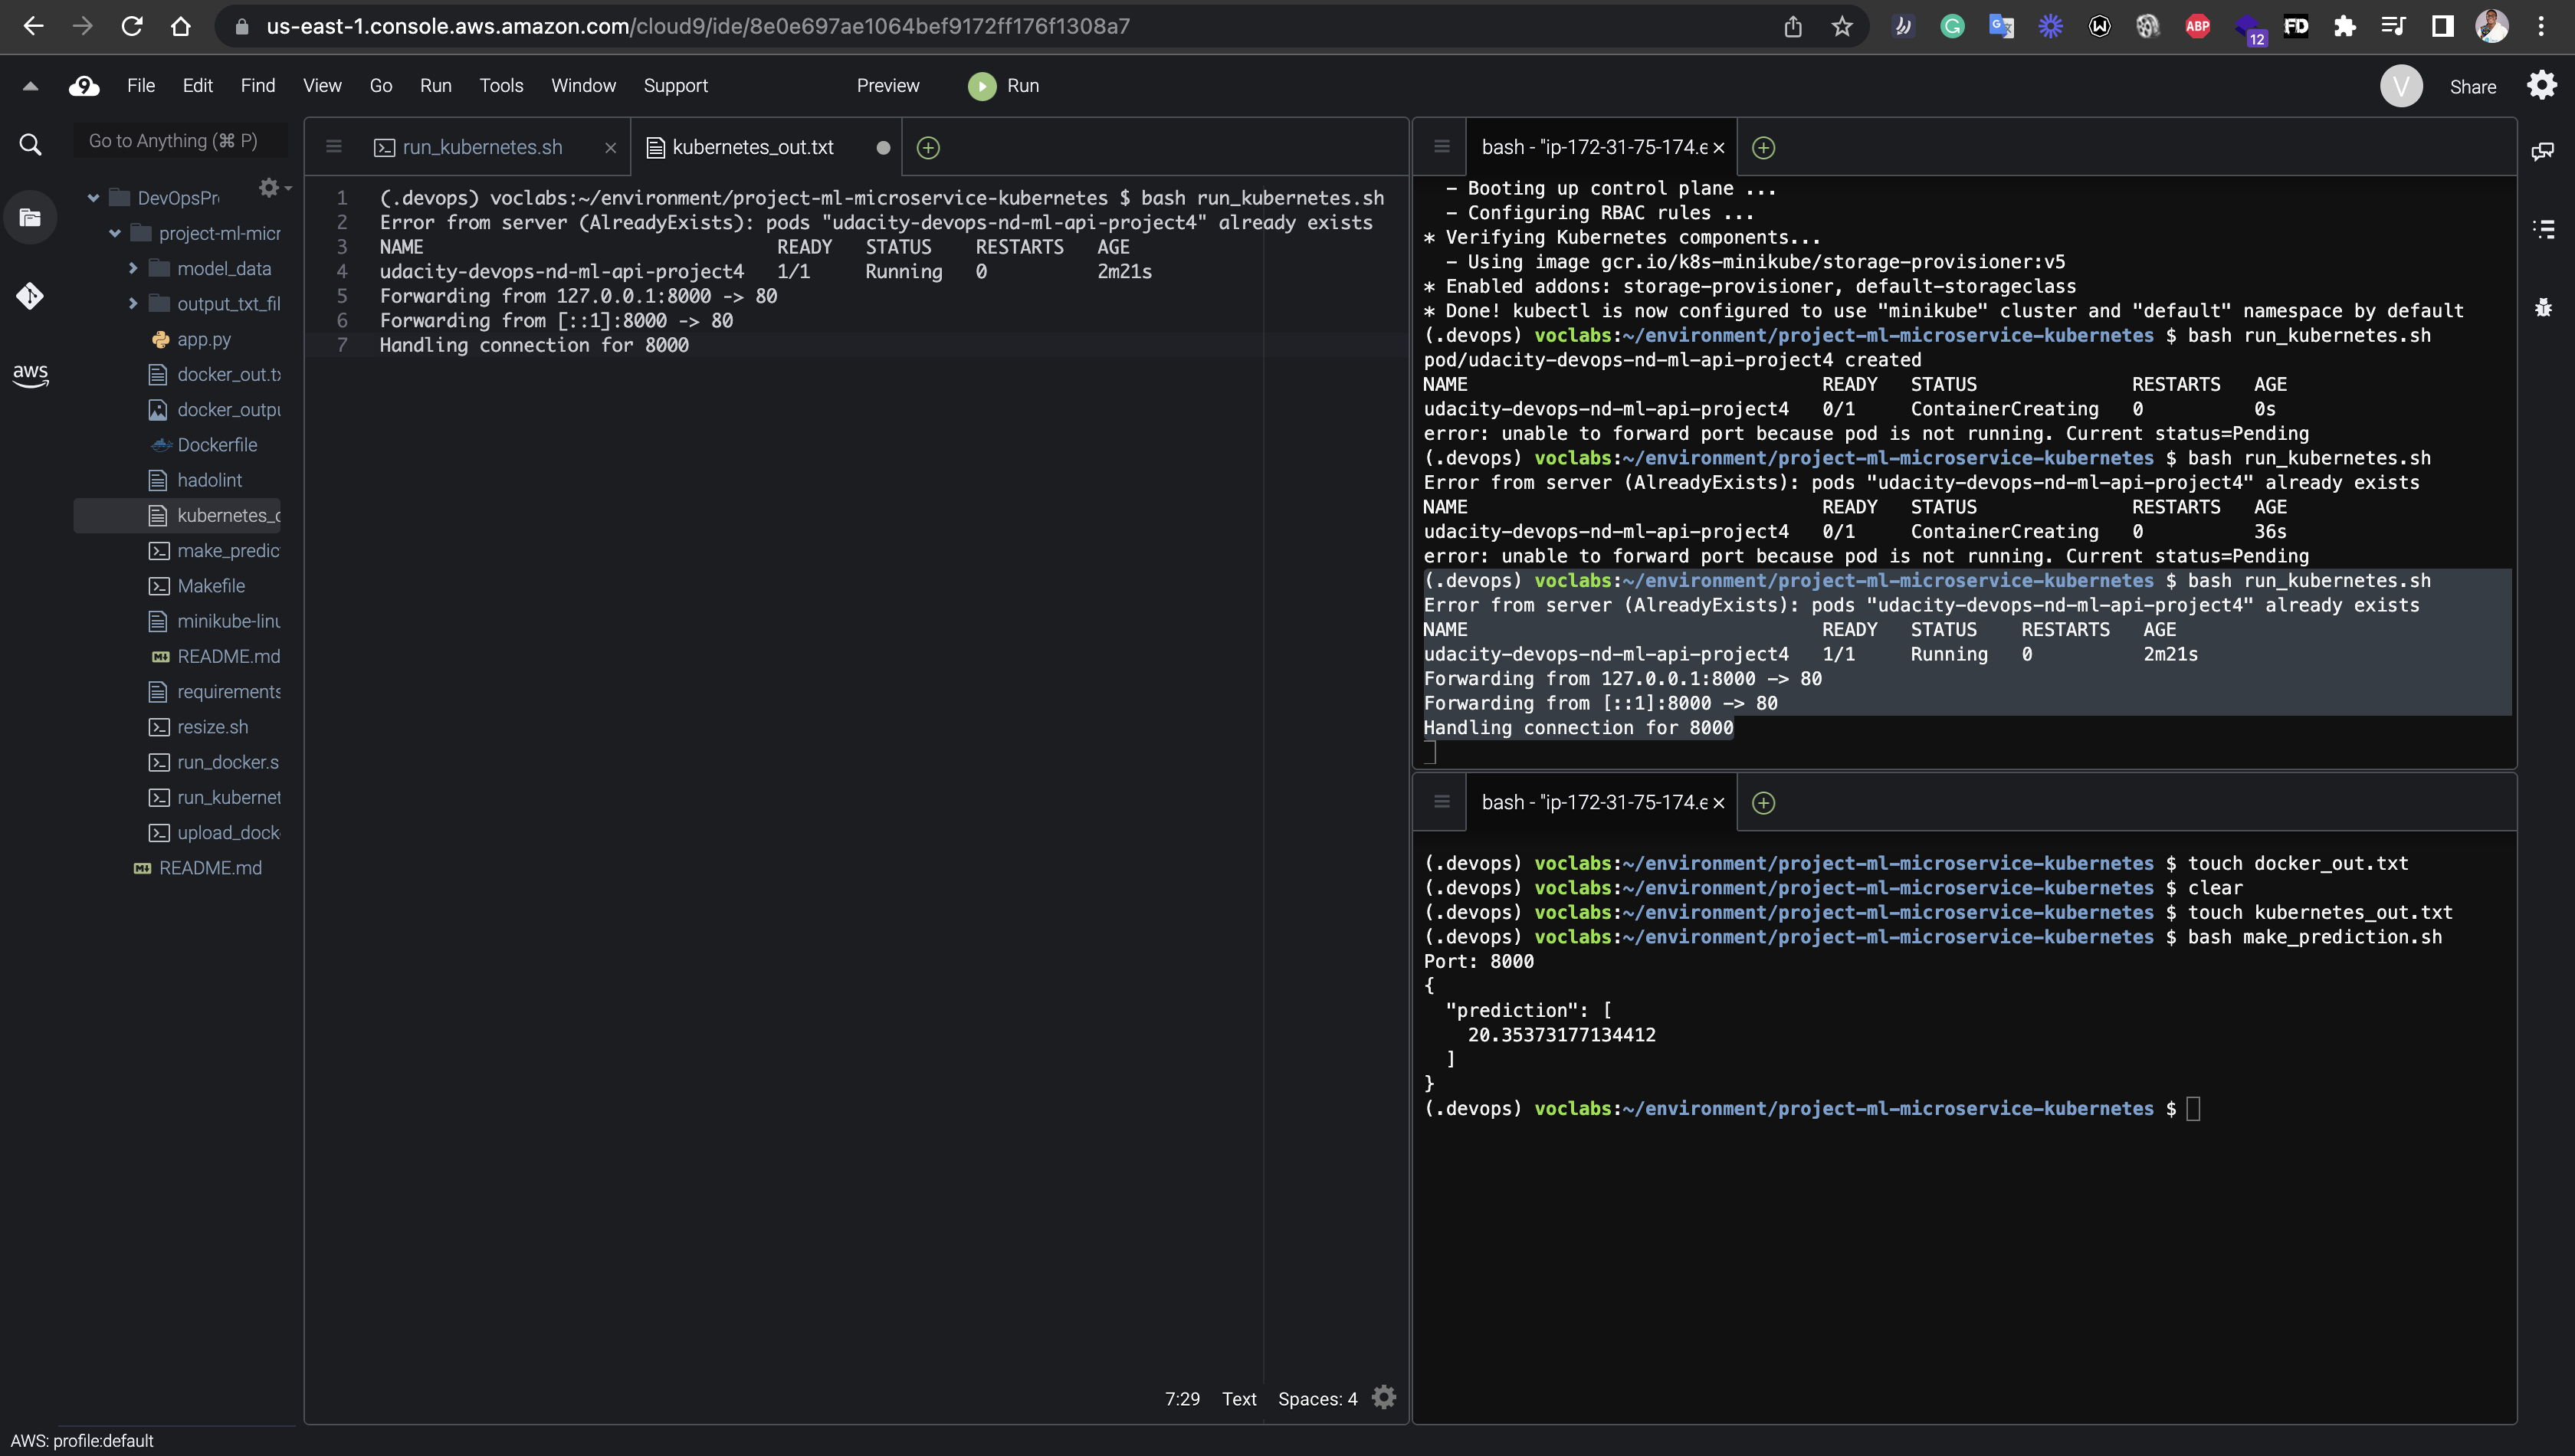 us-east-1.console.aws.amazon.com/cloud9/ide/8e0e697ae1064bef9172ff176f1308a7
ABP
12
FD
9
File Edit Find View Go Run Tools Window Support Preview Run
V
Share
Go to Anything (⌘ P)
DevOpsPr
project-ml-micr
model_data
output_txt_fil
app.py
docker_out.tx
docker_outpu
Dockerfile
hadolint
kubernetes_o
make_predic
Makefile
minikube-linu
README.md
requirements
resize.sh
run_docker.s
run_kubernet
upload_dock
README.md
aws
run_kubernetes.sh
kubernetes_out.txt
1 (.devops) voclabs:~/environment/project-ml-microservice-kubernetes $ bash run_kubernetes.sh
2 Error from server (AlreadyExists): pods "udacity-devops-nd-ml-api-project4" already exists
3 NAME READY STATUS RESTARTS AGE
4 udacity-devops-nd-ml-api-project4 1/1 Running 0 2m21s
5 Forwarding from 127.0.0.1:8000 -> 80
6 Forwarding from [::1]:8000 -> 80
7 Handling connection for 8000
7:29 Text Spaces: 4
bash - "ip-172-31-75-174.e
- Booting up control plane ...
- Configuring RBAC rules ...
* Verifying Kubernetes components...
- Using image gcr.io/k8s-minikube/storage-provisioner:v5
* Enabled addons: storage-provisioner, default-storageclass
* Done! kubectl is now configured to use "minikube" cluster and "default" namespace by default
(.devops) voclabs:~/environment/project-ml-microservice-kubernetes $ bash run_kubernetes.sh
pod/udacity-devops-nd-ml-api-project4 created
NAME READY STATUS RESTARTS AGE
udacity-devops-nd-ml-api-project4 0/1 ContainerCreating 0 0s
error: unable to forward port because pod is not running. Current status=Pending
(.devops) voclabs:~/environment/project-ml-microservice-kubernetes $ bash run_kubernetes.sh
Error from server (AlreadyExists): pods "udacity-devops-nd-ml-api-project4" already exists
NAME READY STATUS RESTARTS AGE
udacity-devops-nd-ml-api-project4 0/1 ContainerCreating 0 36s
error: unable to forward port because pod is not running. Current status=Pending
(.devops) voclabs:~/environment/project-ml-microservice-kubernetes $ bash run_kubernetes.sh
Error from server (AlreadyExists): pods "udacity-devops-nd-ml-api-project4" already exists
NAME READY STATUS RESTARTS AGE
udacity-devops-nd-ml-api-project4 1/1 Running 0 2m21s
Forwarding from 127.0.0.1:8000 -> 80
Forwarding from [::1]:8000 -> 80
Handling connection for 8000
bash - "ip-172-31-75-174.e
(.devops) voclabs:~/environment/project-ml-microservice-kubernetes $ touch docker_out.txt
(.devops) voclabs:~/environment/project-ml-microservice-kubernetes $ clear
(.devops) voclabs:~/environment/project-ml-microservice-kubernetes $ touch kubernetes_out.txt
(.devops) voclabs:~/environment/project-ml-microservice-kubernetes $ bash make_prediction.sh
Port: 8000
{
"prediction": [
20.35373177134412
]
}
(.devops) voclabs:~/environment/project-ml-microservice-kubernetes $
AWS: profile:default